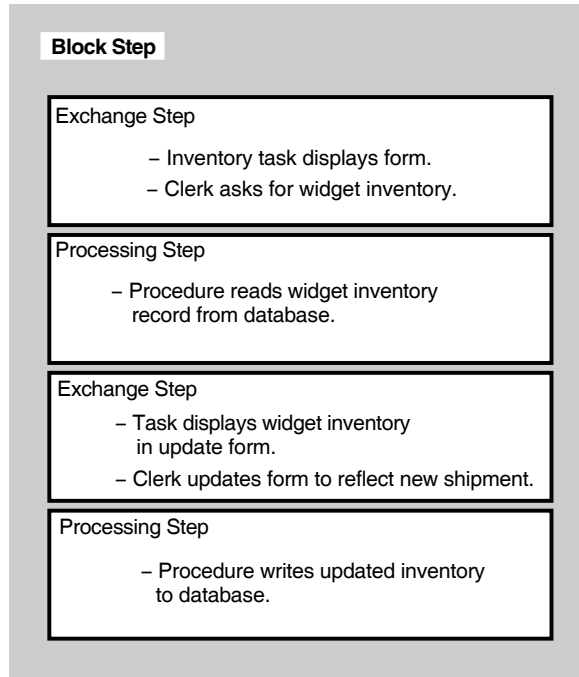 Block Step
Exchange Step
– Inventory task displays form.
– Clerk asks for widget inventory.
Processing Step
– Procedure reads widget inventory
record from database.
Exchange Step
– Task displays widget inventory
in update form.
– Clerk updates form to reflect new shipment.
Processing Step
– Procedure writes updated inventory
to database.